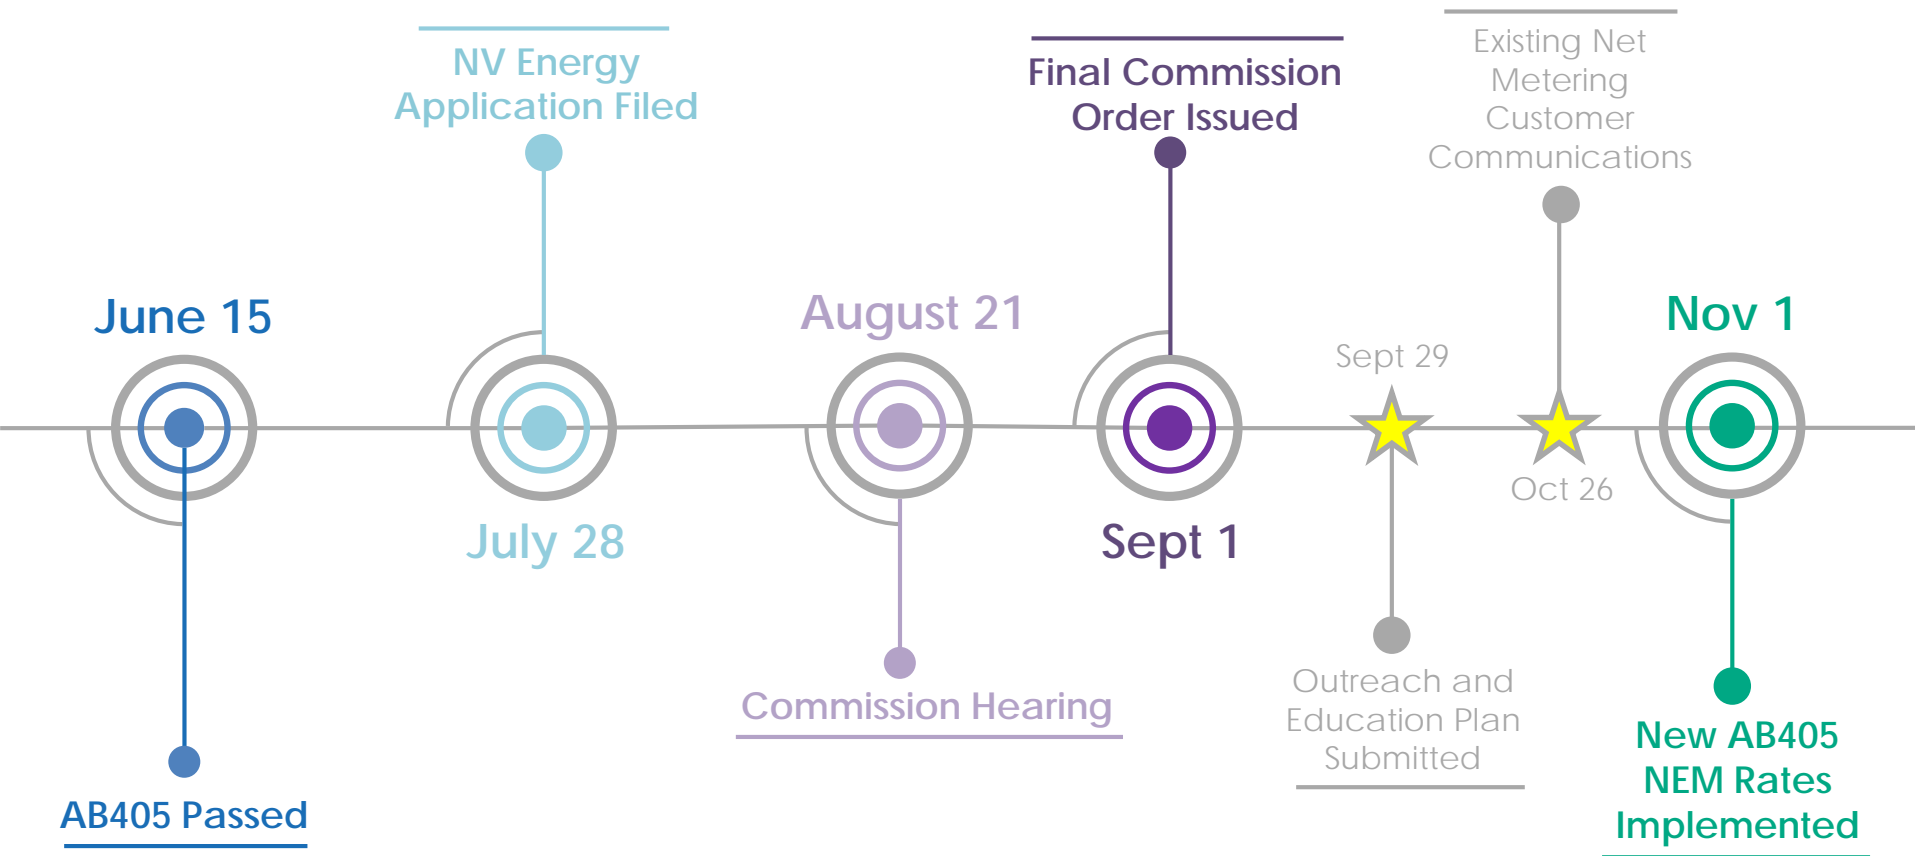 June 15
AB405 Passed
NV Energy
Application Filed
July 28
August 21
Commission Hearing
Final Commission
Order Issued
Sept 1
Sept 29
Outreach and
Education Plan
Submitted
Existing Net
Metering
Customer
Communications
Oct 26
Nov 1
New AB405
NEM Rates
Implemented